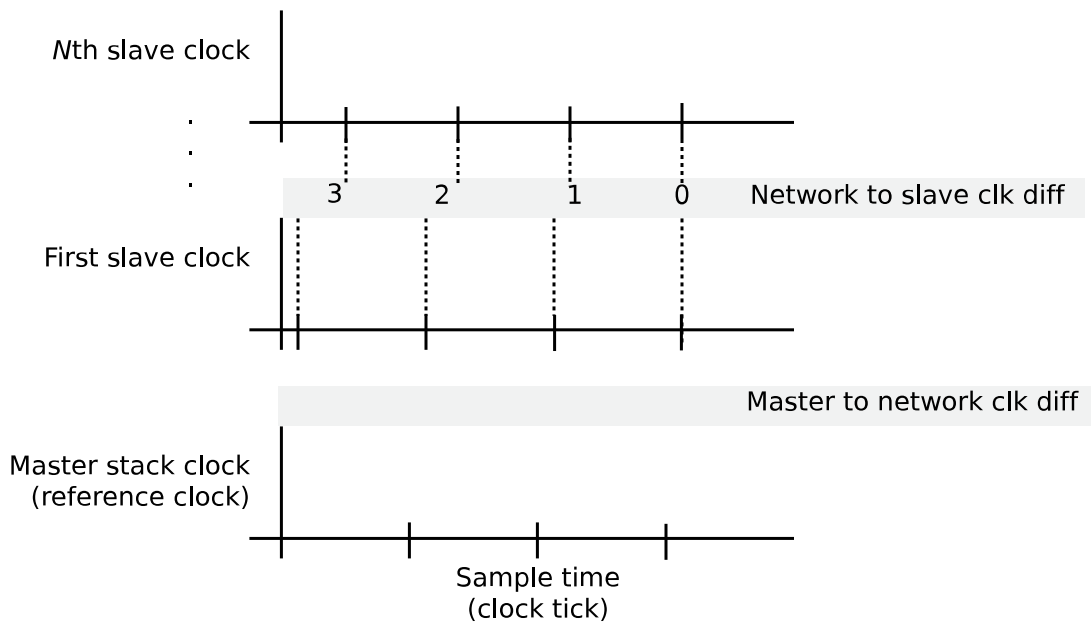 Nth slave clock
3 2 1 0 Network to slave clk diff
First slave clock
Master to network clk diff
Master stack clock
(reference clock)
Sample time
(clock tick)